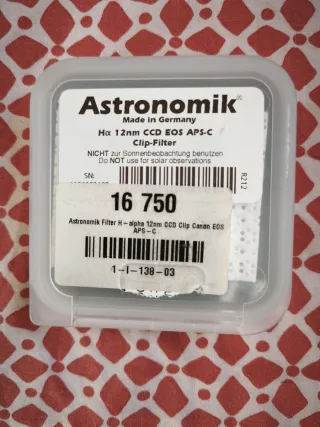 Astronomik®
Made in Germany
Hα 12nm CCD EOS APS-C
Clip-Filter
NICHT zur Sonnenbeobachtung benutzen
Do NOT use for solar observations
SN:
R212
16 750
Astronomik Filter H-alpha 12nm CCD Clip Canon EOS
APS-C
1-I-138-03